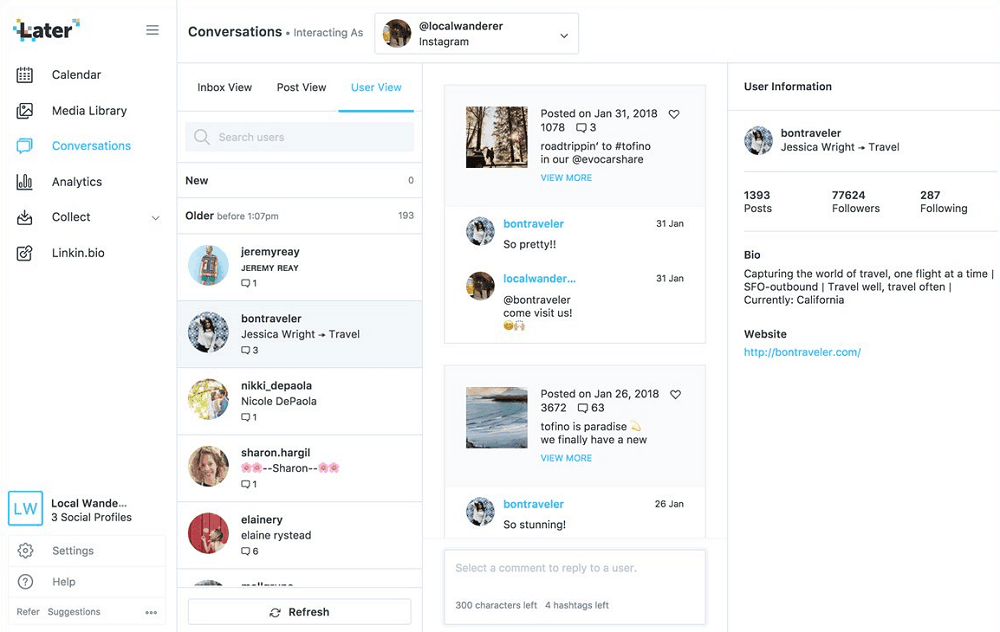 Later
Calendar
Media Library
Conversations
Analytics
Collect
Linkin.bio
LW
Local Wande...
3 Social Profiles
Settings
Help
Refer Suggestions
Conversations • Interacting As
@localwanderer
Instagram
Inbox View Post View User View
Search users
New 0
Older before 1:07pm 193
jeremyreay
JEREMY REAY
1
bontraveler
Jessica Wright ➛ Travel
3
nikki_depaola
Nicole DePaola
1
sharon.hargil
🌸🌸--Sharon--🌸🌸
1
elainery
elaine rystead
6
Refresh
Posted on Jan 31, 2018
1078 3
roadtrippin’ to #tofino
in our @evocarshare
VIEW MORE
bontraveler 31 Jan
So pretty!!
localwander... 31 Jan
@bontraveler
come visit us!
😊🙌🏻
Posted on Jan 26, 2018
3672 63
tofino is paradise 💫
we finally have a new
VIEW MORE
bontraveler 26 Jan
So stunning!
Select a comment to reply to a user.
300 characters left 4 hashtags left
User Information
bontraveler
Jessica Wright ➛ Travel
1393 77624 287
Posts Followers Following
Bio
Capturing the world of travel, one flight at a time |
SFO-outbound | Travel well, travel often |
Currently: California
Website
http://bontraveler.com/